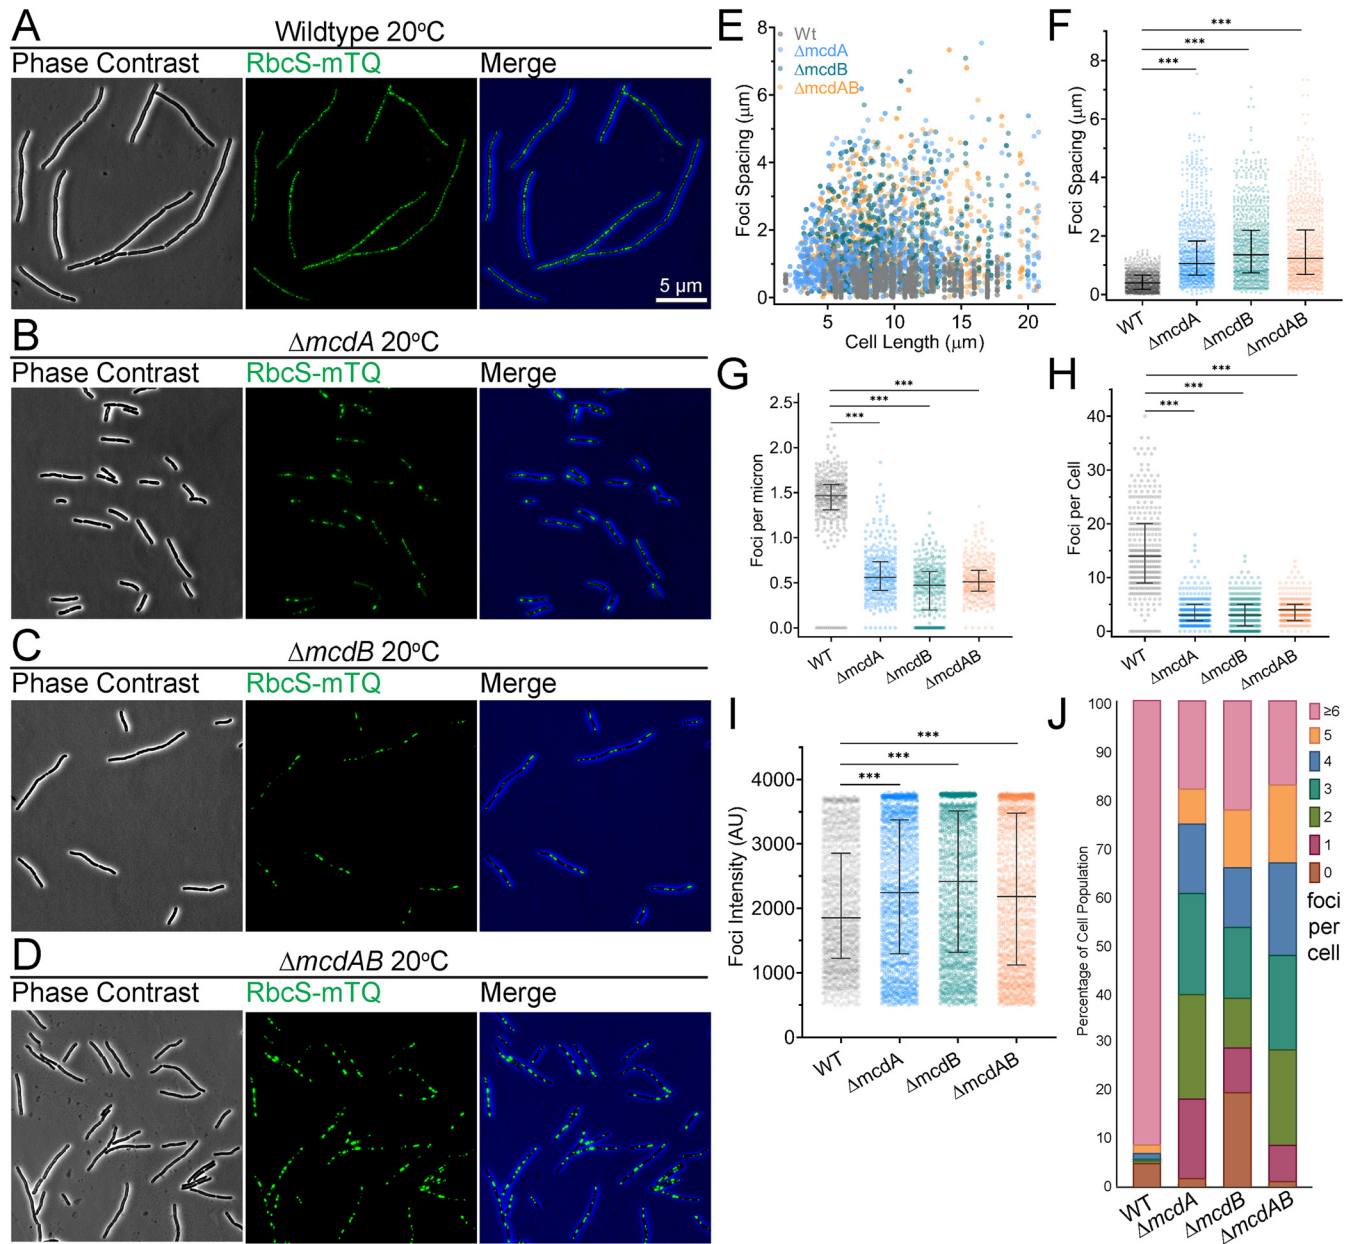 A
Wildtype 20°C
Phase Contrast RbcS-mTQ Merge
5 µm
B
ΔmcdA 20°C
Phase Contrast RbcS-mTQ Merge
C
ΔmcdB 20°C
Phase Contrast RbcS-mTQ Merge
D
ΔmcdAB 20°C
Phase Contrast RbcS-mTQ Merge
E
Wt
ΔmcdA
ΔmcdB
ΔmcdAB
Foci Spacing (µm)
8
6
4
2
0
5 10 15 20
Cell Length (µm)
F
***
***
***
Foci Spacing (µm)
8
6
4
2
0
WT ΔmcdA ΔmcdB ΔmcdAB
G
***
***
***
Foci per micron
2.5
2.0
1.5
1.0
0.5
0.0
WT ΔmcdA ΔmcdB ΔmcdAB
H
***
***
***
Foci per Cell
40
30
20
10
0
WT ΔmcdA ΔmcdB ΔmcdAB
I
***
***
***
Foci Intensity (AU)
4000
3000
2000
1000
0
WT ΔmcdA ΔmcdB ΔmcdAB
J
Percentage of Cell Population
100
90
80
70
60
50
40
30
20
10
0
WT ΔmcdA ΔmcdB ΔmcdAB
≥6
5
4
3
2
1
0
foci
per
cell